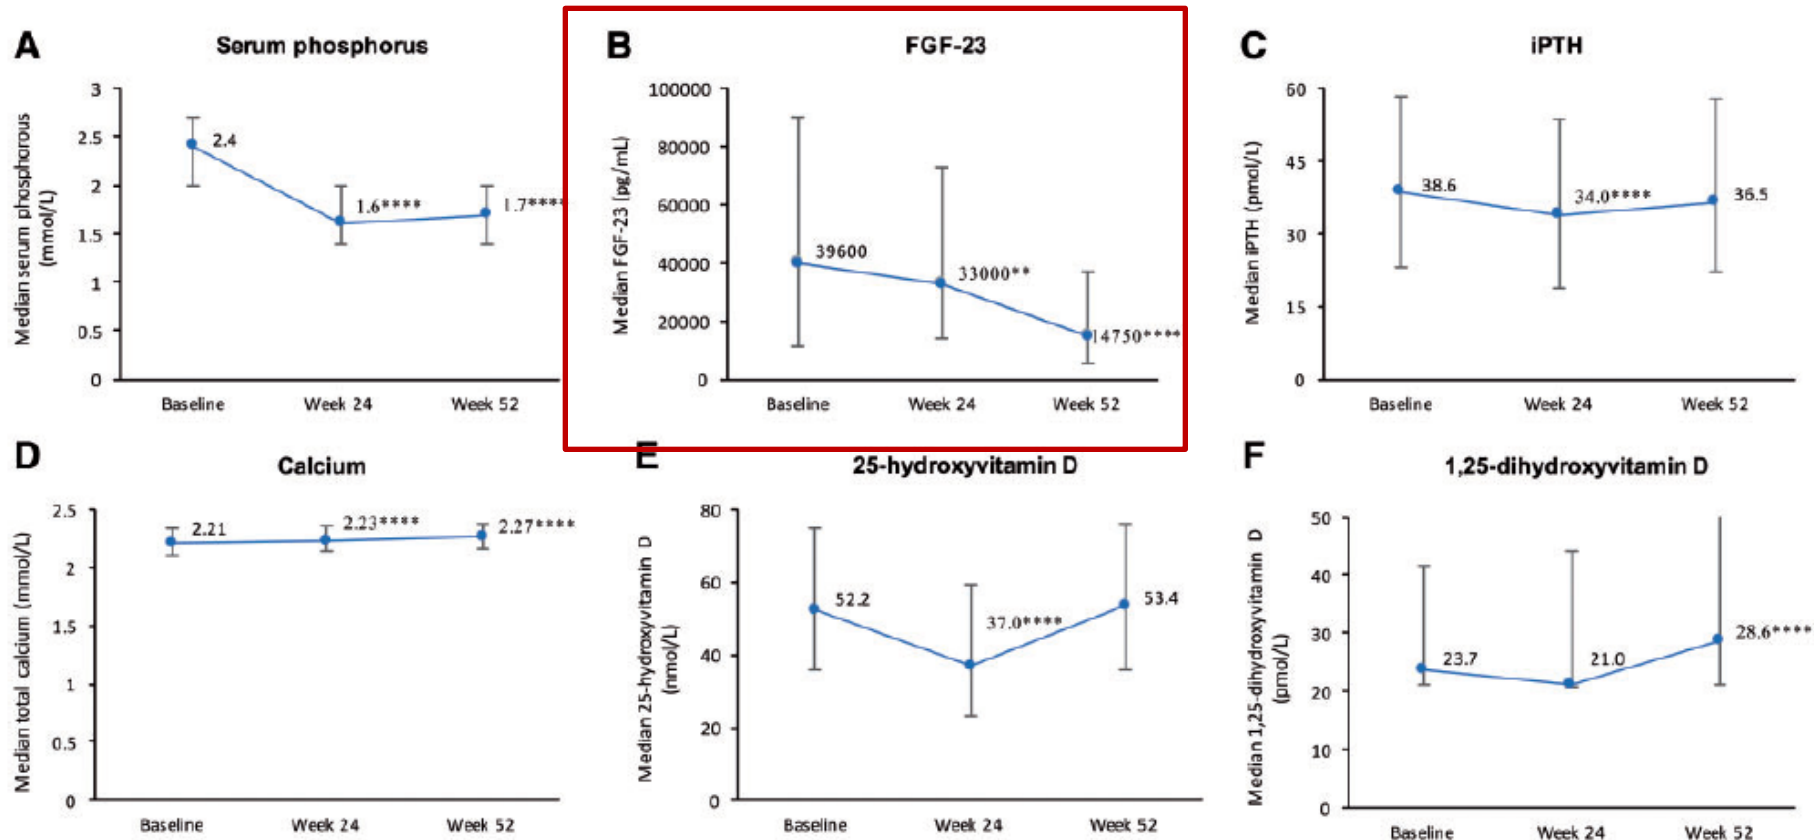 A Serum phosphorus
Median serum phosphorous
(mmol/L)
3
2.5
2
1.5
1
0.5
0
2.4
1.6****
1.7****
Baseline Week 24 Week 52
B FGF-23
Median FGF-23 (pg/mL)
100000
80000
60000
40000
20000
0
39600
33000**
14750****
Baseline Week 24 Week 52
C iPTH
Median iPTH (pmol/L)
60
45
30
15
0
38.6
34.0****
36.5
Baseline Week 24 Week 52
D Calcium
Median total calcium (mmol/L)
2.5
2
1.5
1
0.5
0
2.21
2.23****
2.27****
Baseline Week 24 Week 52
E 25-hydroxyvitamin D
Median 25-hydroxyvitamin D
(nmol/L)
80
60
40
20
0
52.2
37.0****
53.4
Baseline Week 24 Week 52
F 1,25-dihydroxyvitamin D
Median 1,25-dihydroxyvitamin D
(pmol/L)
50
40
30
20
10
0
23.7
21.0
28.6****
Baseline Week 24 Week 52